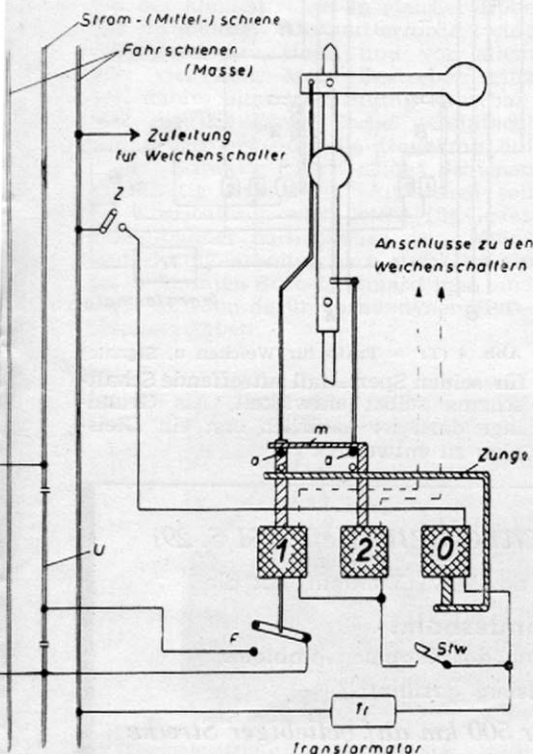 Strom-(Mittel-) schiene
Fahrschienen
(Masse)
Zuleitung
für Weichenschalter
Z
Anschlüsse zu den
Weichenschaltern
m
a
a
Zunge
1
2
0
U
F
Stw
Tr
Transformator